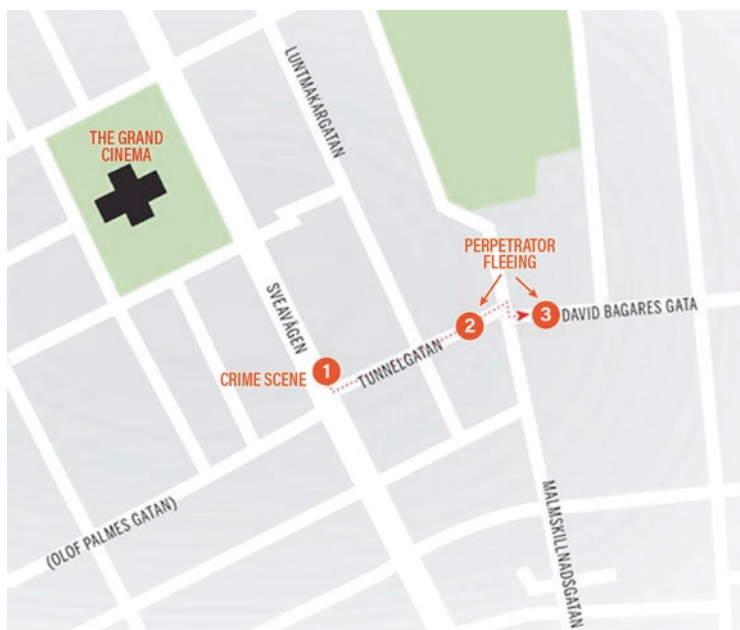 LUNTMAKARGATAN
THE GRAND
CINEMA
PERPETRATOR
FLEEING
SVEAVÄGEN
2
3
DAVID BAGARES GATA
1
CRIME SCENE
TUNNELGATAN
(OLOF PALMES GATAN)
MALMSKILLNADSGATAN